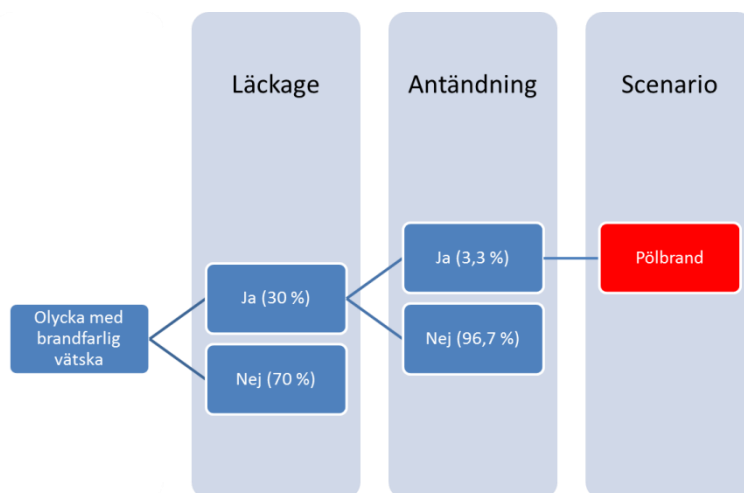 Läckage
Antändning
Scenario
Ja (3,3 %)
Pölbrand
Ja (30 %)
Olycka med
brandfarlig
vätska
Nej (96,7 %)
Nej (70 %)